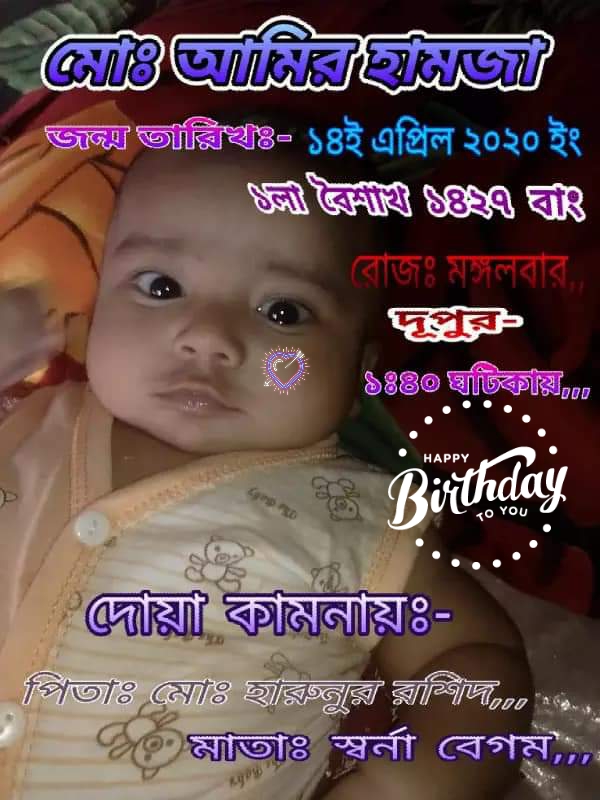 মোঃ আমির হামজা
জন্ম তারিখঃ- ১৪ই এপ্রিল ২০২০ ইং
১লা বৈশাখ ১৪২৭ বাং
রোজঃ মঙ্গলবার,,
দূপুর-
১ঃ৪০ ঘটিকায়,,,
HAPPY
Birthday
TO YOU
দোয়া কামনায়ঃ-
পিতাঃ মোঃ হারুনুর রশিদ,,,
মাতাঃ স্বর্না বেগম,,,